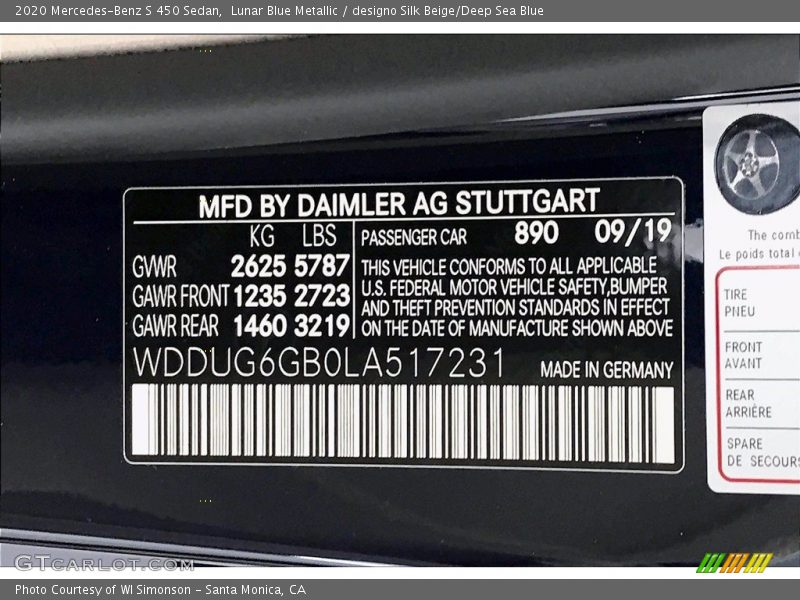 2020 Mercedes-Benz S 450 Sedan, Lunar Blue Metallic / designo Silk Beige/Deep Sea Blue
MFD BY DAIMLER AG STUTTGART
KG LBS
GVWR 2625 5787
GAWR FRONT 1235 2723
GAWR REAR 1460 3219
PASSENGER CAR 890 09/19
THIS VEHICLE CONFORMS TO ALL APPLICABLE
U.S. FEDERAL MOTOR VEHICLE SAFETY,BUMPER
AND THEFT PREVENTION STANDARDS IN EFFECT
ON THE DATE OF MANUFACTURE SHOWN ABOVE
WDDUG6GB0LA517231 MADE IN GERMANY
The
Le poids total
TIRE
PNEU
FRONT
AVANT
REAR
ARRIÈRE
SPARE
DE SECOURS
GTCARLOT.COM
Photo Courtesy of WI Simonson - Santa Monica, CA